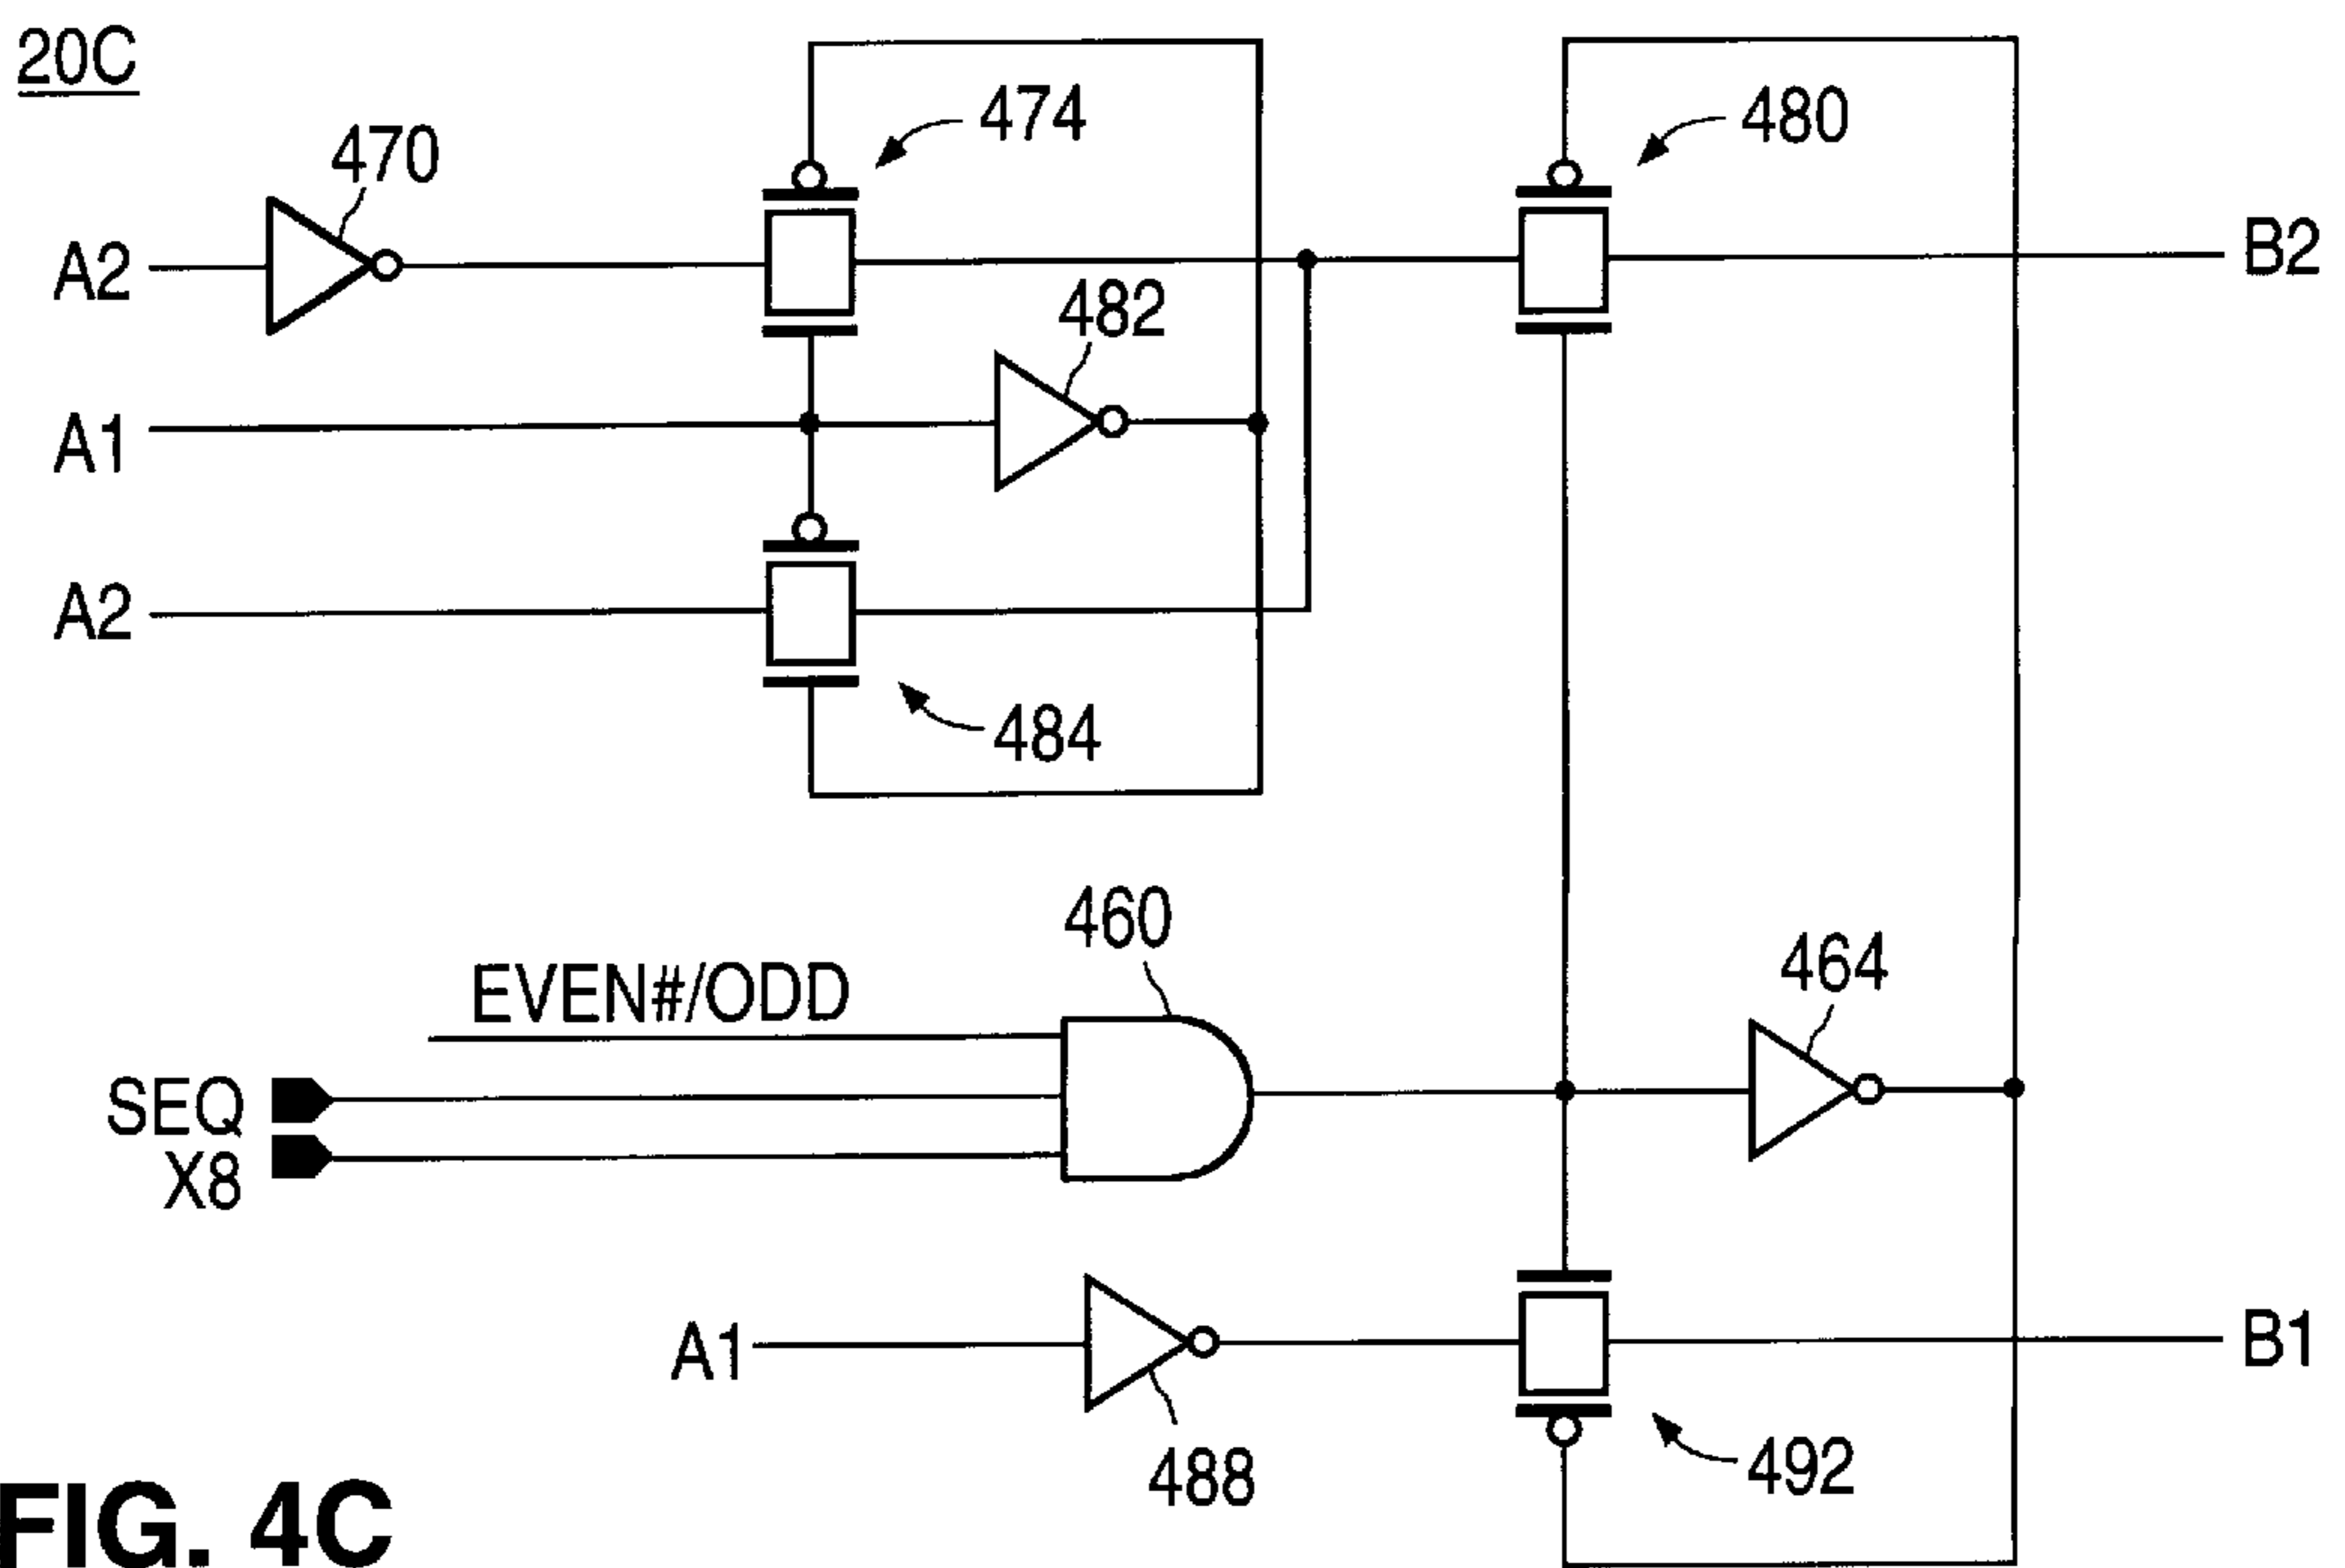 20C
474
480
470
A2
B2
482
A1
A2
484
460
464
EVEN#/ODD
SEQ
X8
A1
B1
488
492
FIG. 4C